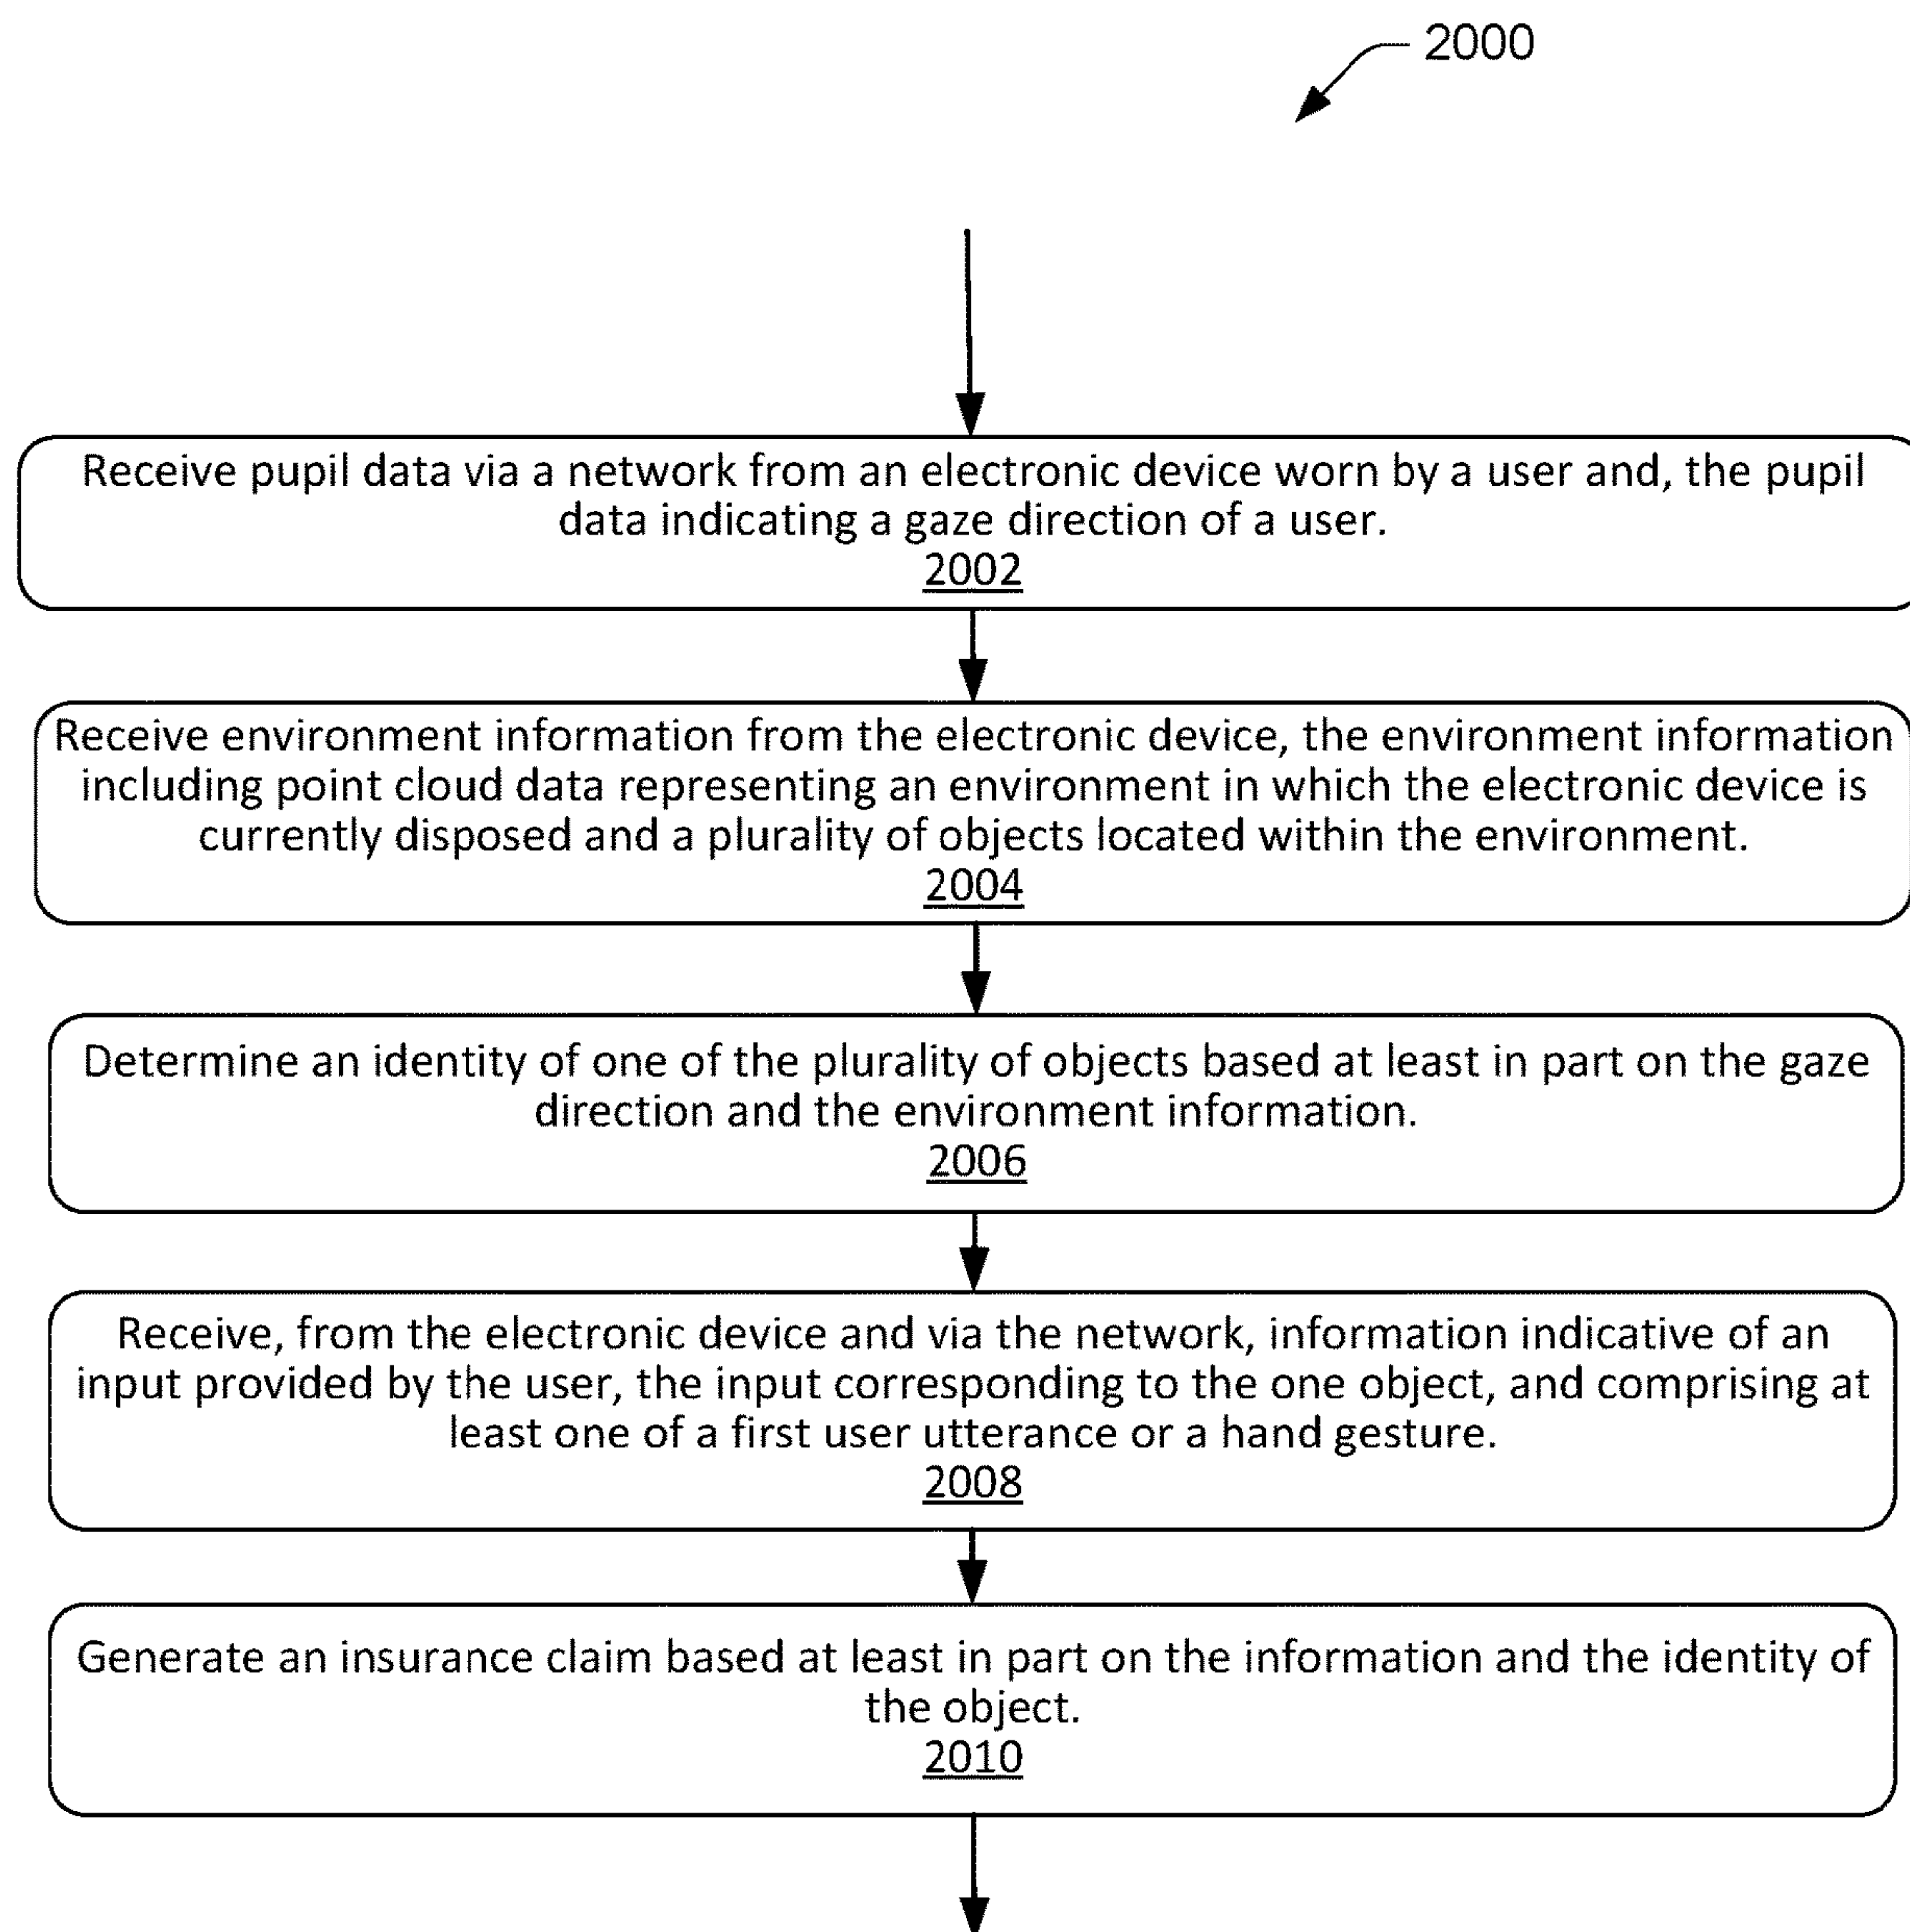 2000
Receive pupil data via a network from an electronic device worn by a user and, the pupil
data indicating a gaze direction of a user.
2002
Receive environment information from the electronic device, the environment information
including point cloud data representing an environment in which the electronic device is
currently disposed and a plurality of objects located within the environment.
2004
Determine an identity of one of the plurality of objects based at least in part on the gaze
direction and the environment information.
2006
Receive, from the electronic device and via the network, information indicative of an
input provided by the user, the input corresponding to the one object, and comprising at
least one of a first user utterance or a hand gesture.
2008
Generate an insurance claim based at least in part on the information and the identity of
the object.
2010